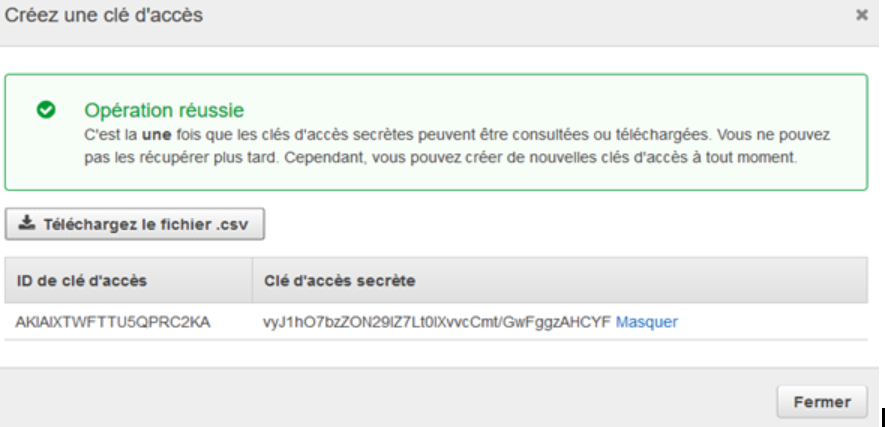 Créez une clé d'accès
×
Opération réussie
C'est la une fois que les clés d'accès secrètes peuvent être consultées ou téléchargées. Vous ne pouvez
pas les récupérer plus tard. Cependant, vous pouvez créer de nouvelles clés d'accès à tout moment.
Téléchargez le fichier .csv
ID de clé d'accès Clé d'accès secrète
AKIAIXTWFTTU5QPRC2KA Masquer
Fermer